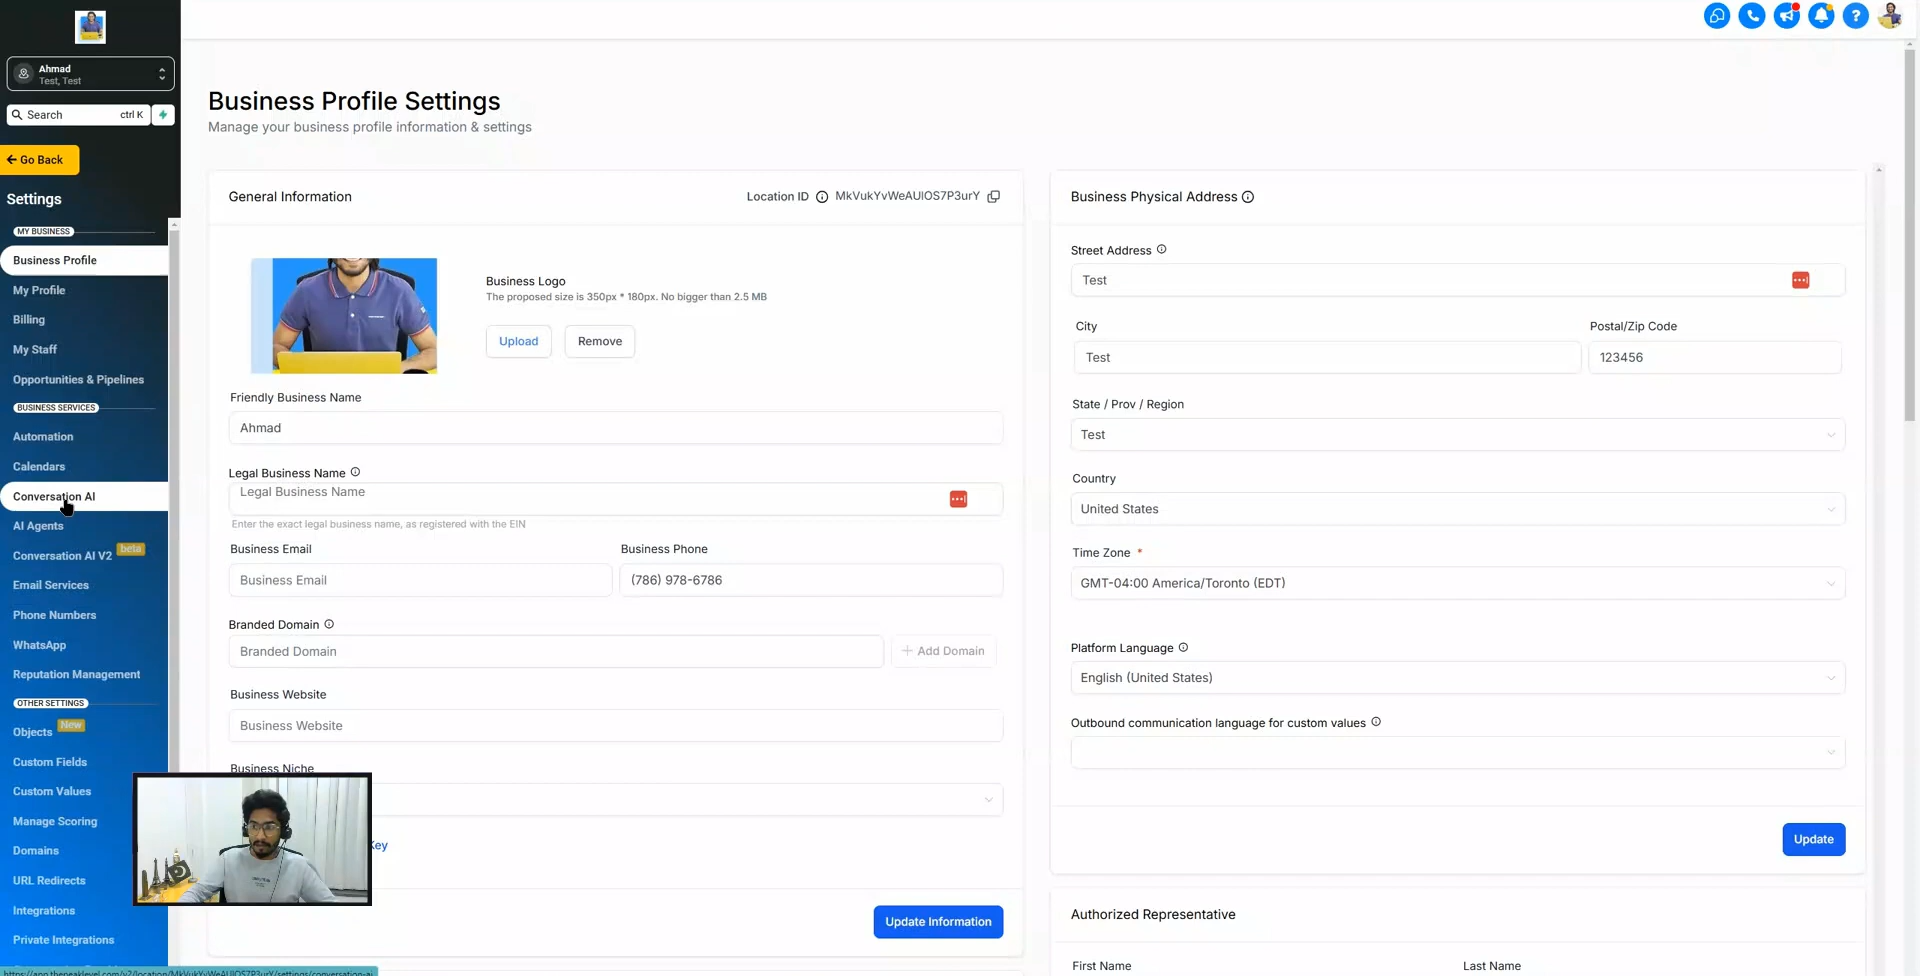 Ahmad
Test, Test
Search
ctrl K
Go Back
Settings
MY BUSINESS
Business Profile
My Profile
Billing
My Staff
Opportunities & Pipelines
BUSINESS SERVICES
Automation
Calendars
Conversation AI
AI Agents
Conversation AI V2 beta
Email Services
Phone Numbers
WhatsApp
Reputation Management
OTHER SETTINGS
Objects New
Custom Fields
Custom Values
Manage Scoring
Domains
URL Redirects
Integrations
Private Integrations
Business Profile Settings
Manage your business profile information & settings
General Information
Location ID MkVukYvWeAUlOS7P3urY
Business Logo
The proposed size is 350px * 180px. No bigger than 2.5 MB
Upload
Remove
Friendly Business Name
Ahmad
Legal Business Name
Legal Business Name
Enter the exact legal business name, as registered with the EIN
Business Email
Business Phone
Business Email
(786) 978-6786
Branded Domain
Branded Domain
+ Add Domain
Business Website
Business Website
Business Niche
Key
Update Information
Business Physical Address
Street Address
Test
City
Postal/Zip Code
Test
123456
State / Prov / Region
Test
Country
United States
Time Zone *
GMT-04:00 America/Toronto (EDT)
Platform Language
English (United States)
Outbound communication language for custom values
Update
Authorized Representative
First Name
Last Name